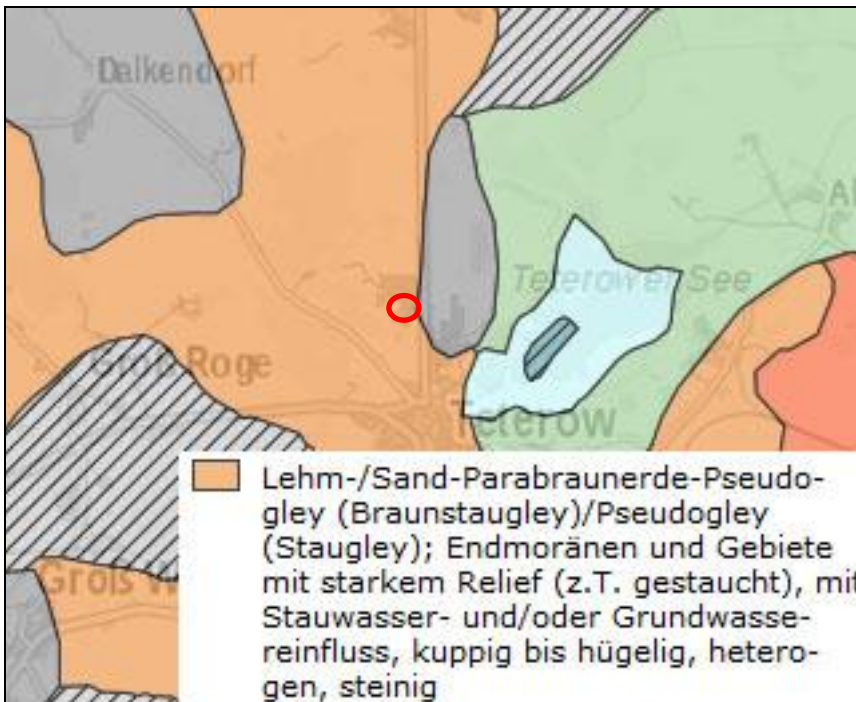 Dalkendorf
Al
Teterower See
Groß Roge
Teterow
Groß W
Lehm-/Sand-Parabraunerde-Pseudo-
gley (Braunstaugley)/Pseudogley
(Staugley); Endmoränen und Gebiete
mit starkem Relief (z.T. gestaucht), mit
Stauwasser- und/oder Grundwasse-
reinfluss, kuppig bis hügelig, hetero-
gen, steinig